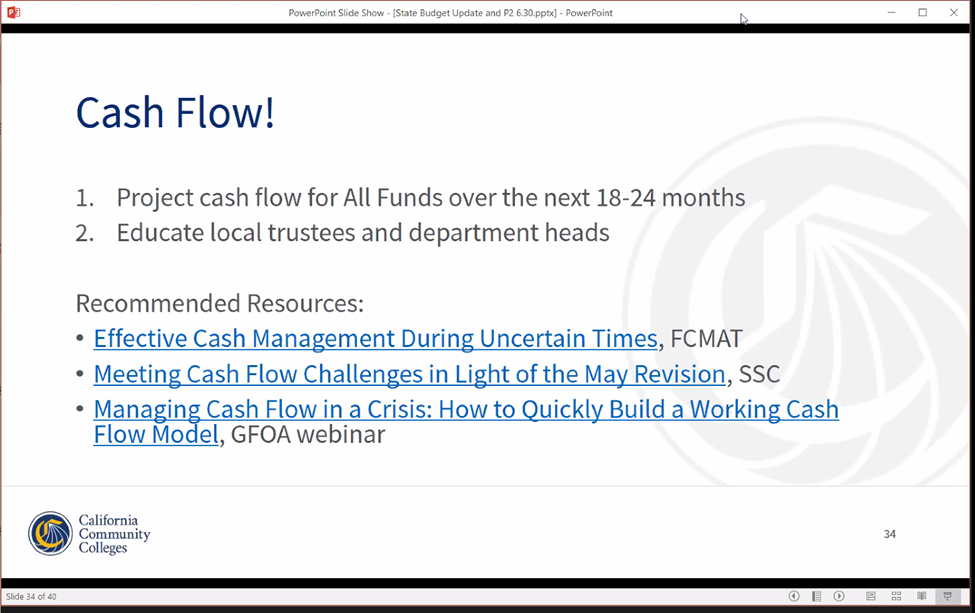 PowerPoint Slide Show - [State Budget Update and P2 6.30.pptx] - PowerPoint
Cash Flow!
1. Project cash flow for All Funds over the next 18-24 months
2. Educate local trustees and department heads
Recommended Resources:
• Effective Cash Management During Uncertain Times, FCMAT
• Meeting Cash Flow Challenges in Light of the May Revision, SSC
• Managing Cash Flow in a Crisis: How to Quickly Build a Working Cash
Flow Model, GFOA webinar
California
Community
Colleges
34
Slide 34 of 40